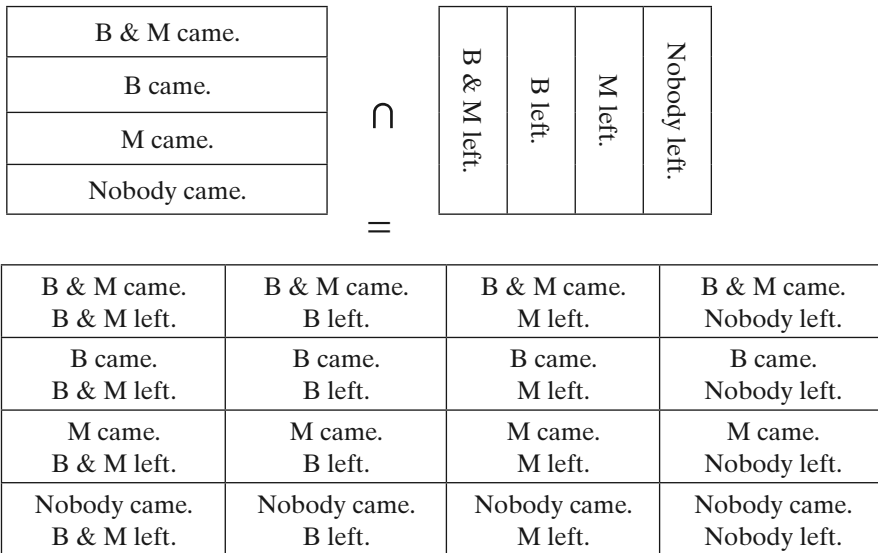 B & M came.
B came.
M came.
Nobody came.
∩
B & M left.
B left.
M left.
Nobody left.
=
B & M came. B & M came. B & M came. B & M came.
B & M left. B left. M left. Nobody left.
B came. B came. B came. B came.
B & M left. B left. M left. Nobody left.
M came. M came. M came. M came.
B & M left. B left. M left. Nobody left.
Nobody came. Nobody came. Nobody came. Nobody came.
B & M left. B left. M left. Nobody left.